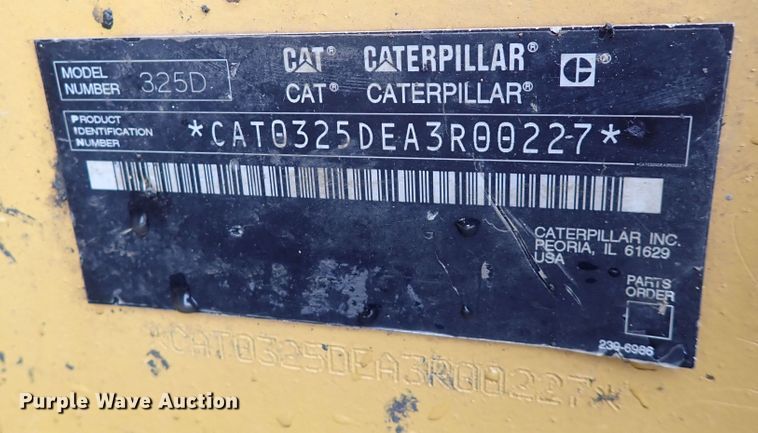 CAT® CATERPILLAR®
MODEL NUMBER 325D
CAT® CATERPILLAR®
C
PRODUCT IDENTIFICATION NUMBER
*CAT0325DEA3R00227*
CATERPILLAR INC.
PEORIA, IL 61629
USA
PARTS ORDER
239-6966
*CAT0325DEA3R00227*
Purple Wave Auction